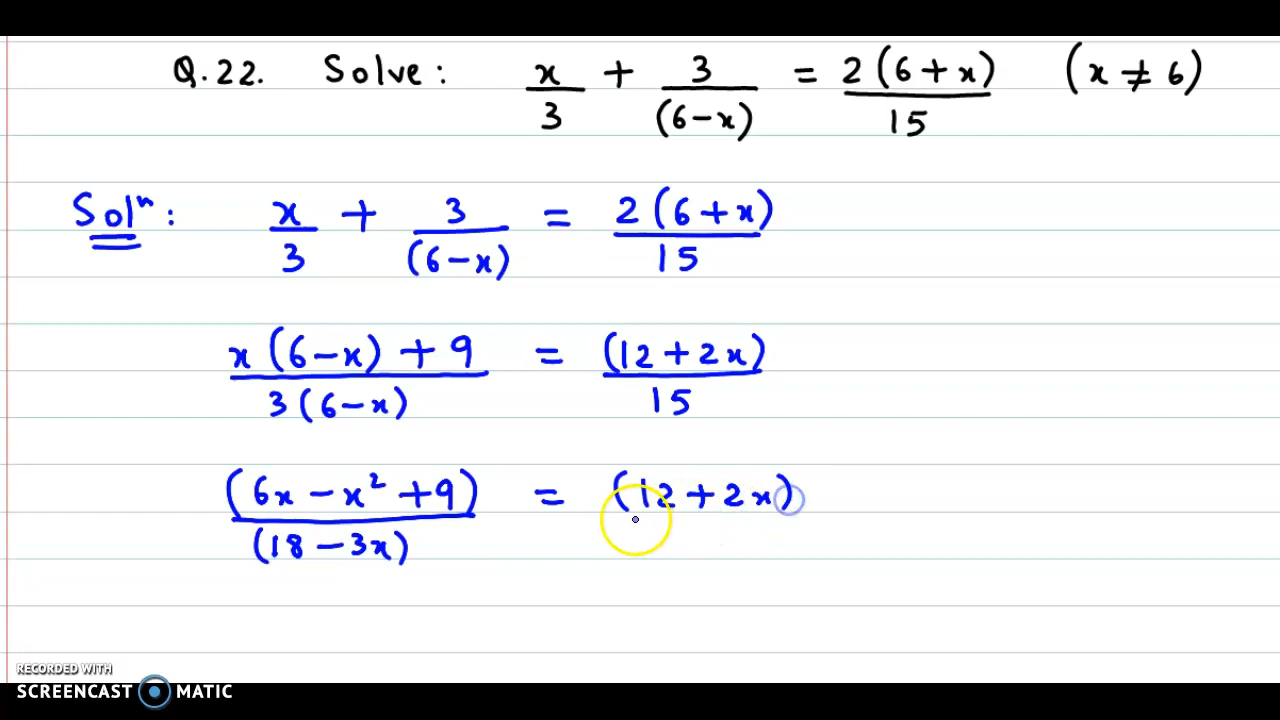 Q.22. Solve: x/3 + 3/(6-x) = 2(6+x)/15 (x ≠ 6)
Solⁿ: x/3 + 3/(6-x) = 2(6+x)/15
x(6-x)+9/3(6-x) = (12+2x)/15
(6x-x²+9)/(18-3x) = (12+2x)
RECORDED WITH
SCREENCAST MATIC